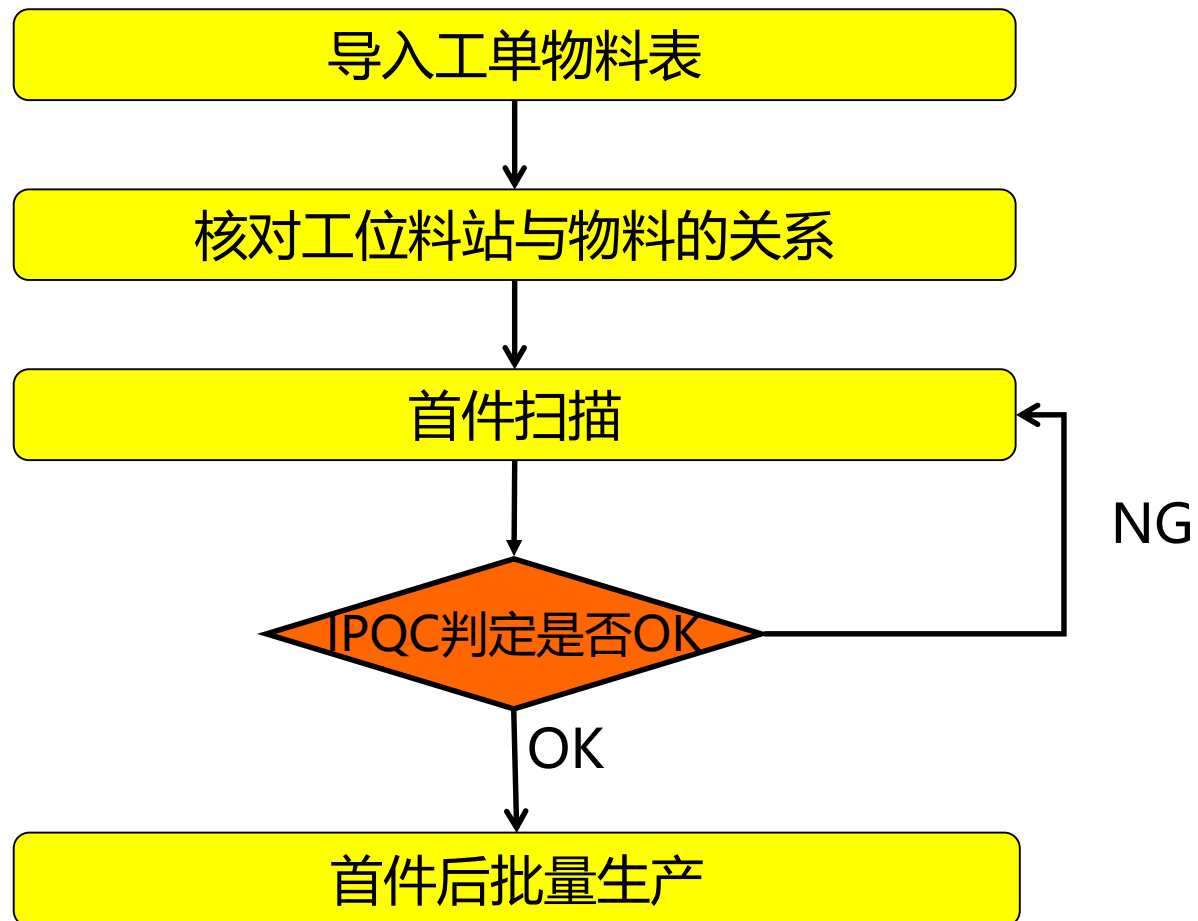 导入工单物料表
核对工位料站与物料的关系
首件扫描
NG
IPQC判定是否OK
OK
首件后批量生产